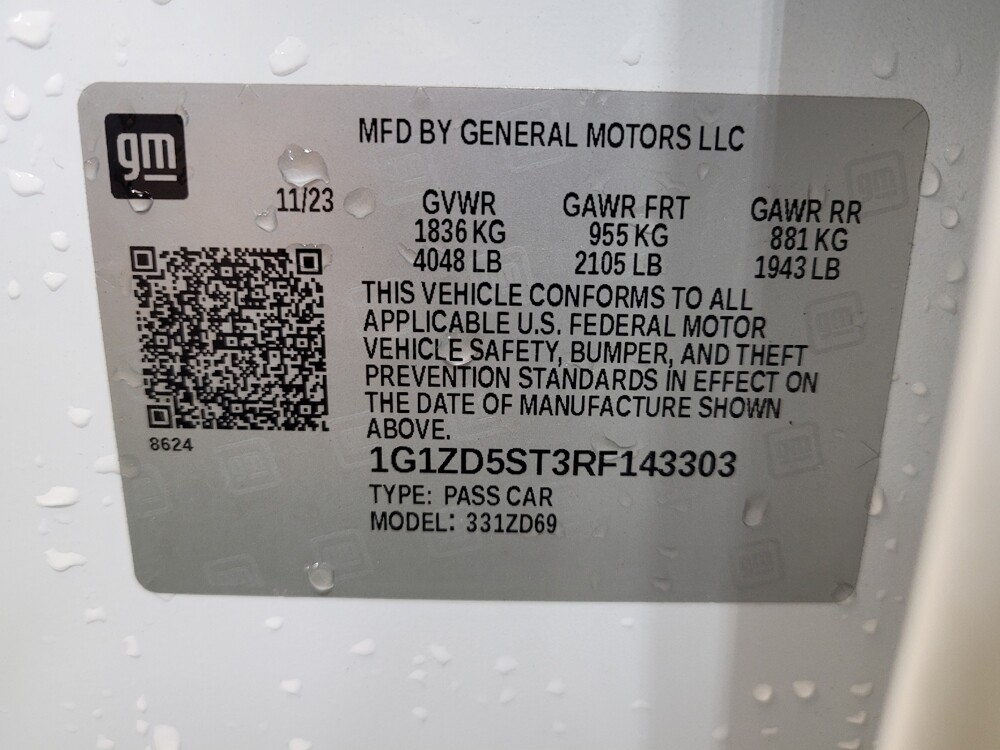 gm
MFD BY GENERAL MOTORS LLC
11/23
GVWR GAWR FRT GAWR RR
1836 KG 955 KG 881 KG
4048 LB 2105 LB 1943 LB
THIS VEHICLE CONFORMS TO ALL
APPLICABLE U.S. FEDERAL MOTOR
VEHICLE SAFETY, BUMPER, AND THEFT
PREVENTION STANDARDS IN EFFECT ON
THE DATE OF MANUFACTURE SHOWN
ABOVE.
8624
1G1ZD5ST3RF143303
TYPE: PASS CAR
MODEL: 331ZD69